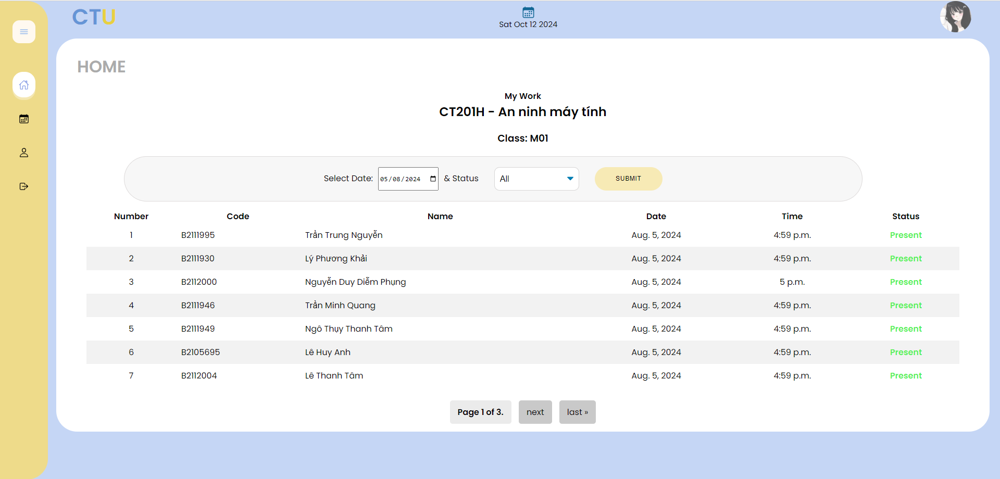 CTU
Sat Oct 12 2024
HOME
My Work
CT201H - An ninh máy tính
Class: M01
Select Date: 05/08/2024 & Status All SUBMIT
Number Code Name Date Time Status
1 B2111995 Trần Trung Nguyễn Aug. 5, 2024 4:59 p.m. Present
2 B2111930 Lý Phương Khải Aug. 5, 2024 4:59 p.m. Present
3 B2112000 Nguyễn Duy Diễm Phụng Aug. 5, 2024 5 p.m. Present
4 B2111946 Trần Minh Quang Aug. 5, 2024 4:59 p.m. Present
5 B2111949 Ngô Thụy Thanh Tâm Aug. 5, 2024 4:59 p.m. Present
6 B2105695 Lê Huy Anh Aug. 5, 2024 4:59 p.m. Present
7 B2112004 Lê Thanh Tâm Aug. 5, 2024 4:59 p.m. Present
Page 1 of 3. next last »